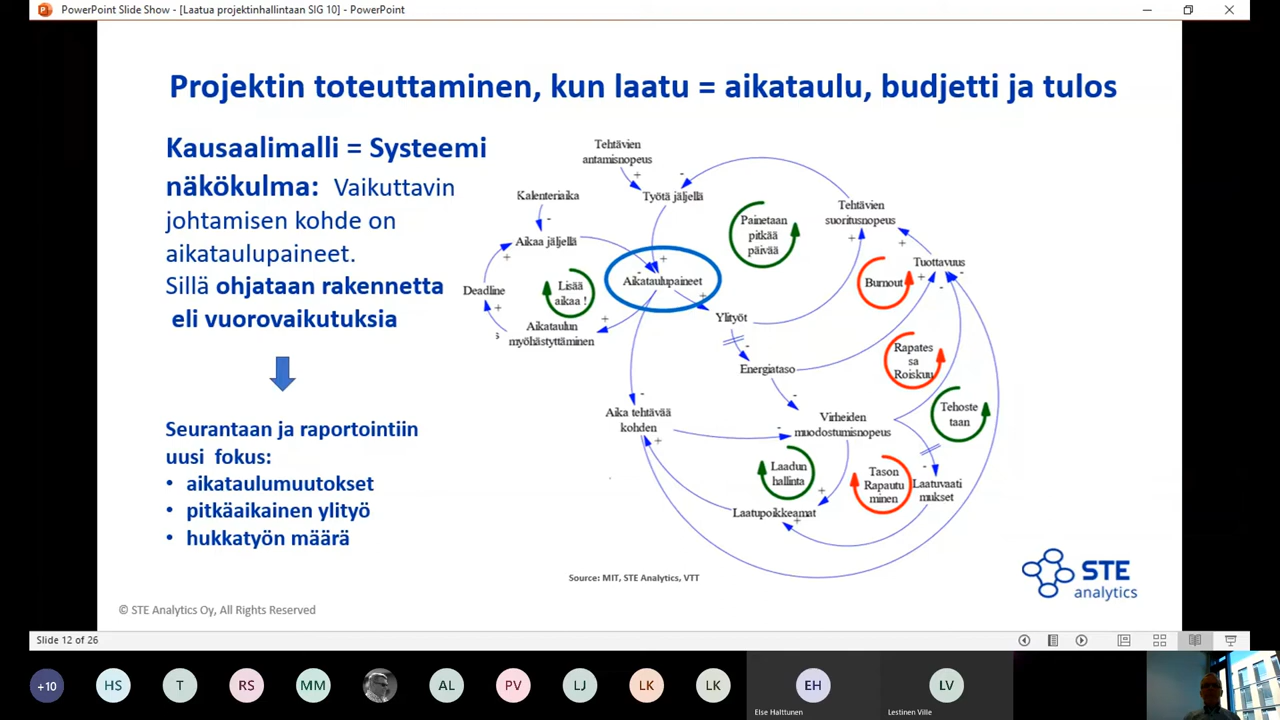 PowerPoint Slide Show - [Laatua projektinhallintaan SIG 10] - PowerPoint
Projektin toteuttaminen, kun laatu = aikataulu, budjetti ja tulos
Kausaalimalli = Systeemi
näkökulma: Vaikuttavin
johtamisen kohde on
aikataulupaineet.
Sillä ohjataan rakennetta
eli vuorovaikutuksia
Seurantaan ja raportointiin
uusi fokus:
• aikataulumuutokset
• pitkäaikainen ylityö
• hukkatyön määrä
Tehtävien
antamisnopeus
+
-
Työtä jäljellä
Kalenteriaika
-
Aikaa jäljellä
+
Deadline
+
s
Lisää
aikaa !
Aikataulun
myöhästyttäminen
+
+
-
Aikataulupaineet
+
Painetaan
pitkää
päivää
Tehtävien
suoritusnopeus
+
+
Tuottavuus
+
-
-
Burnout
Ylityöt
-
Energiataso
-
Rapates
sa
Roiskuu
Tehoste
taan
-
Aika tehtävää
kohden
+
-
Virheiden
muodostumisnopeus
Laadun
hallinta
+
Tason
Rapautu
minen
-
Laatuvaati
mukset
Laatupoikkeamat
+
Source: MIT, STE Analytics, VTT
STE
analytics
© STE Analytics Oy, All Rights Reserved
Slide 12 of 26
+10
HS
T
RS
MM
AL
PV
LJ
LK
LK
EH
Else Halttunen
LV
Lestinen Ville